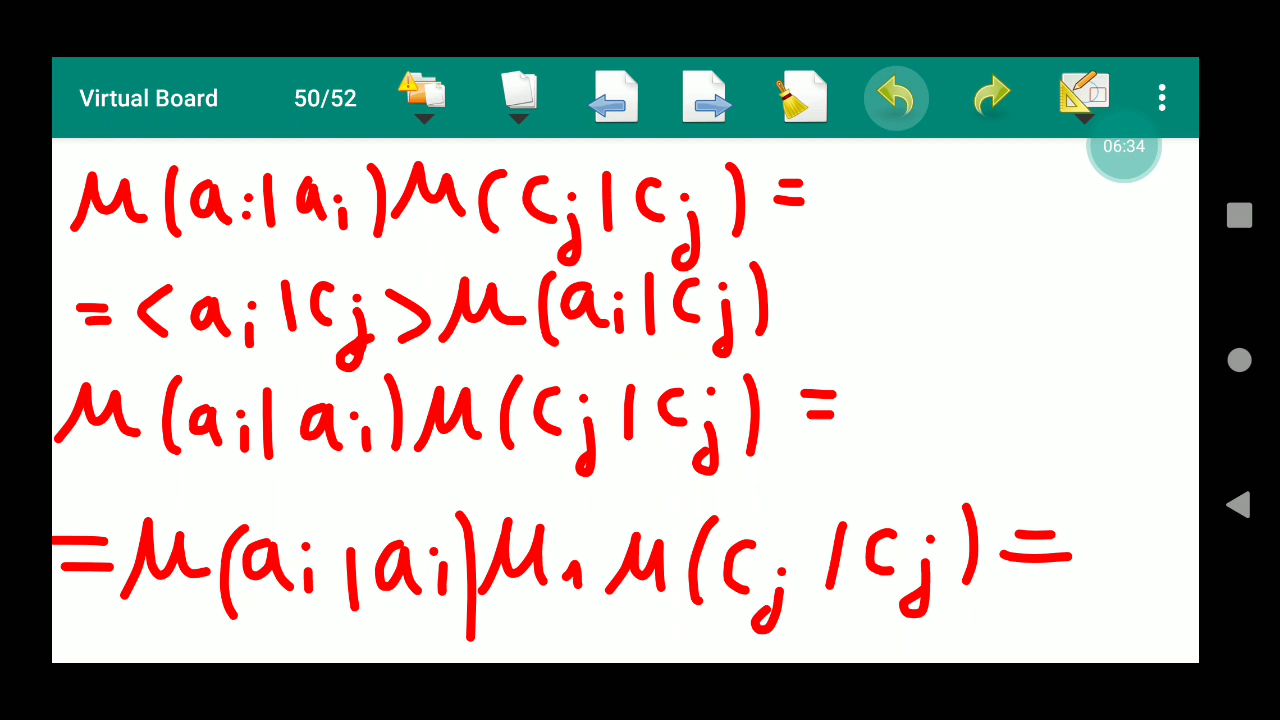 Virtual Board 50/52
06:34
μ(aᵢ|aᵢ)μ(cⱼ|cⱼ) =
= <aᵢ|cⱼ>μ(aᵢ|cⱼ)
μ(aᵢ|aᵢ)μ(cⱼ|cⱼ) =
= μ(aᵢ|aᵢ)μ₁μ(cⱼ/cⱼ) =